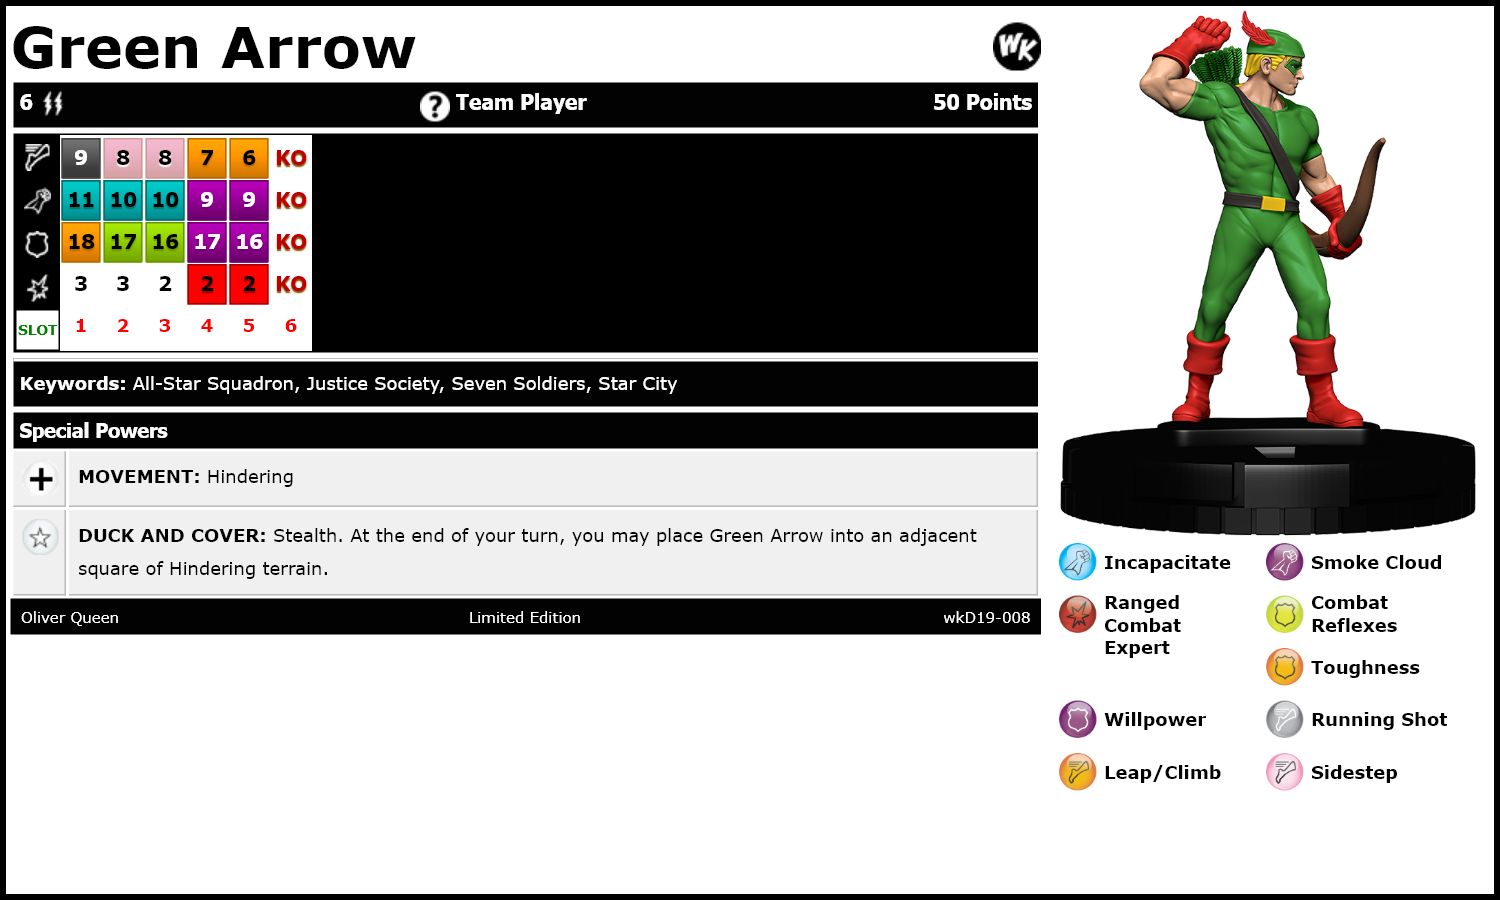 Green Arrow
WK
6 ? Team Player 50 Points
9 8 8 7 6 KO
11 10 10 9 9 KO
18 17 16 17 16 KO
3 3 2 2 2 KO
SLOT 1 2 3 4 5 6
Keywords: All-Star Squadron, Justice Society, Seven Soldiers, Star City
Special Powers
MOVEMENT: Hindering
DUCK AND COVER: Stealth. At the end of your turn, you may place Green Arrow into an adjacent
square of Hindering terrain.
Oliver Queen Limited Edition wkD19-008
Incapacitate Smoke Cloud
Ranged
Combat
Expert
Combat
Reflexes
Toughness
Willpower Running Shot
Leap/Climb Sidestep